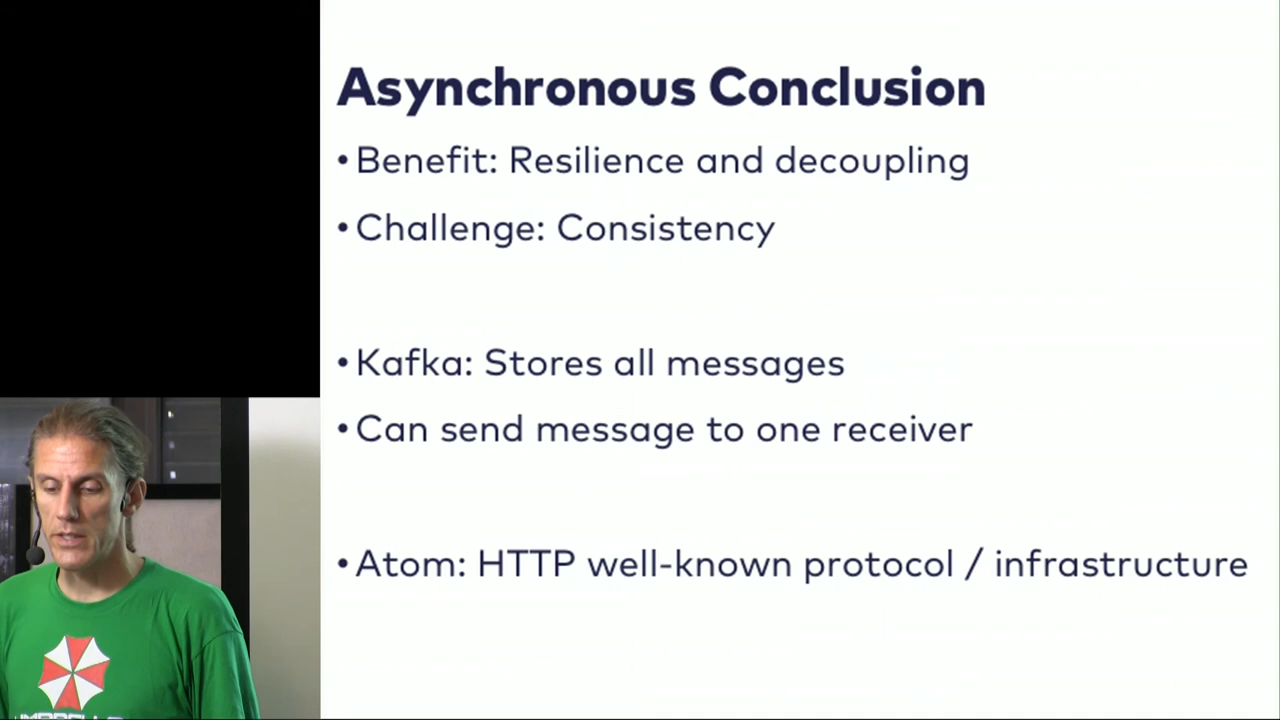 Asynchronous Conclusion
• Benefit: Resilience and decoupling
• Challenge: Consistency
• Kafka: Stores all messages
• Can send message to one receiver
• Atom: HTTP well-known protocol / infrastructure